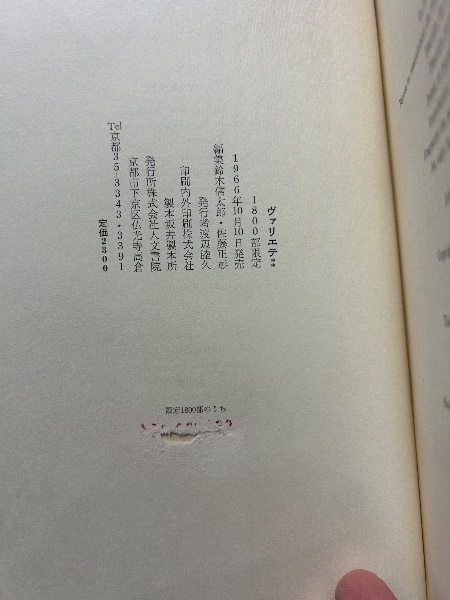 ヴァリエテ**
1800部限定
1966年10月10日発売
編集鈴木信太郎・佐藤正彰
発行者渡辺睦久
印刷内外印刷株式会社
製本坂井製本所
発行所株式会社人文書院
京都市下京区仏光寺高倉
Tel京都35-3343・3391
定価2300
限定1800部のうち